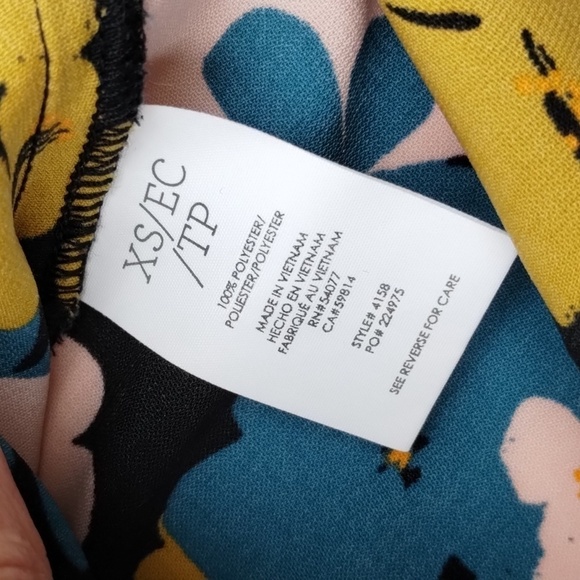 XS/EC
/TP
100% POLYESTER/
POLIESTER/POLYESTER
MADE IN VIETNAM
HECHO EN VIETNAM
FABRIQUÉ AU VIETNAM
RN#54077
CA#59814
STYLE# 4158
PO# 224975
SEE REVERSE FOR CARE